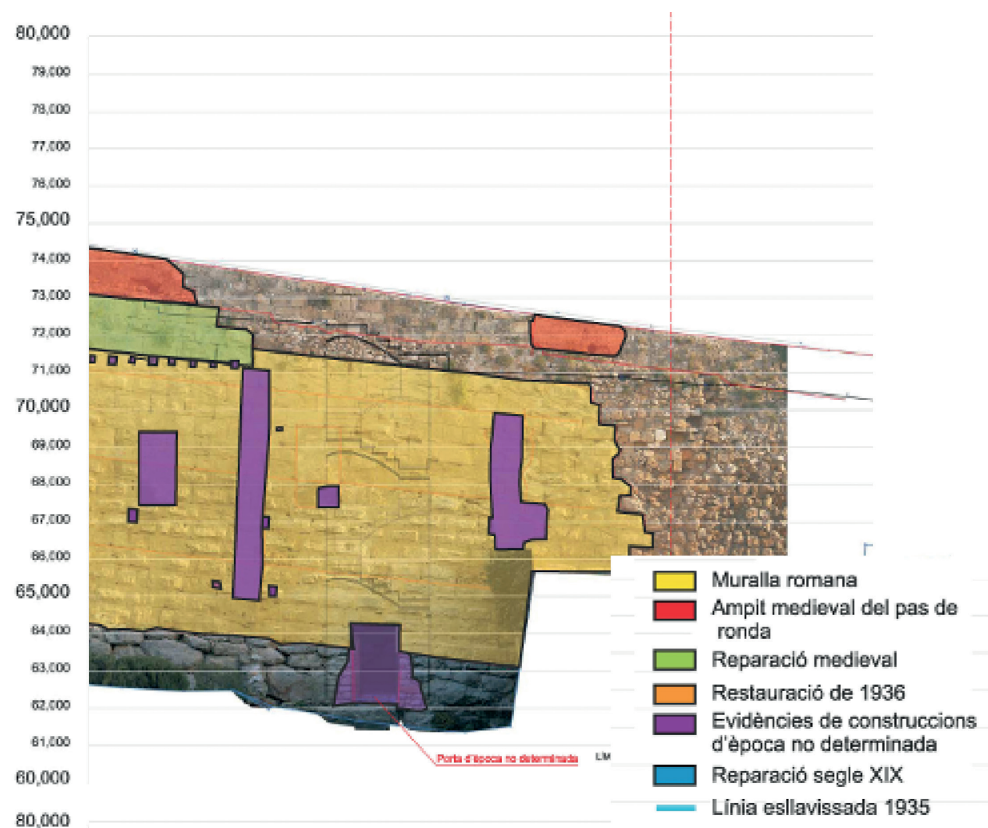 80,000
79,000
78,000
77,000
76,000
75,000
74,000
73,000
72,000
71,000
70,000
69,000
68,000
67,000
66,000
65,000
64,000
63,000
62,000
61,000
60,000
80,000
Porta d'època no determinada
LÍM
Muralla romana
Ampit medieval del pas de
ronda
Reparació medieval
Restauració de 1936
Evidències de construccions
d'època no determinada
Reparació segle XIX
Línia esllavissada 1935